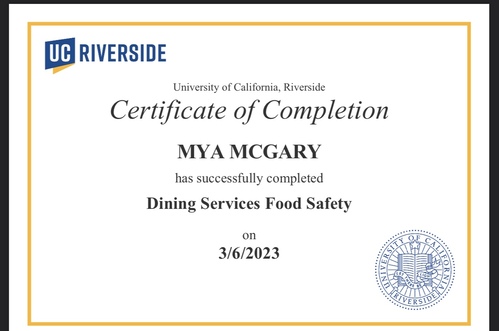 UC RIVERSIDE
University of California, Riverside
Certificate of Completion
MYA MCGARY
has successfully completed
Dining Services Food Safety
on
3/6/2023
UNIVERSITY OF CALIFORNIA
RIVERSIDE